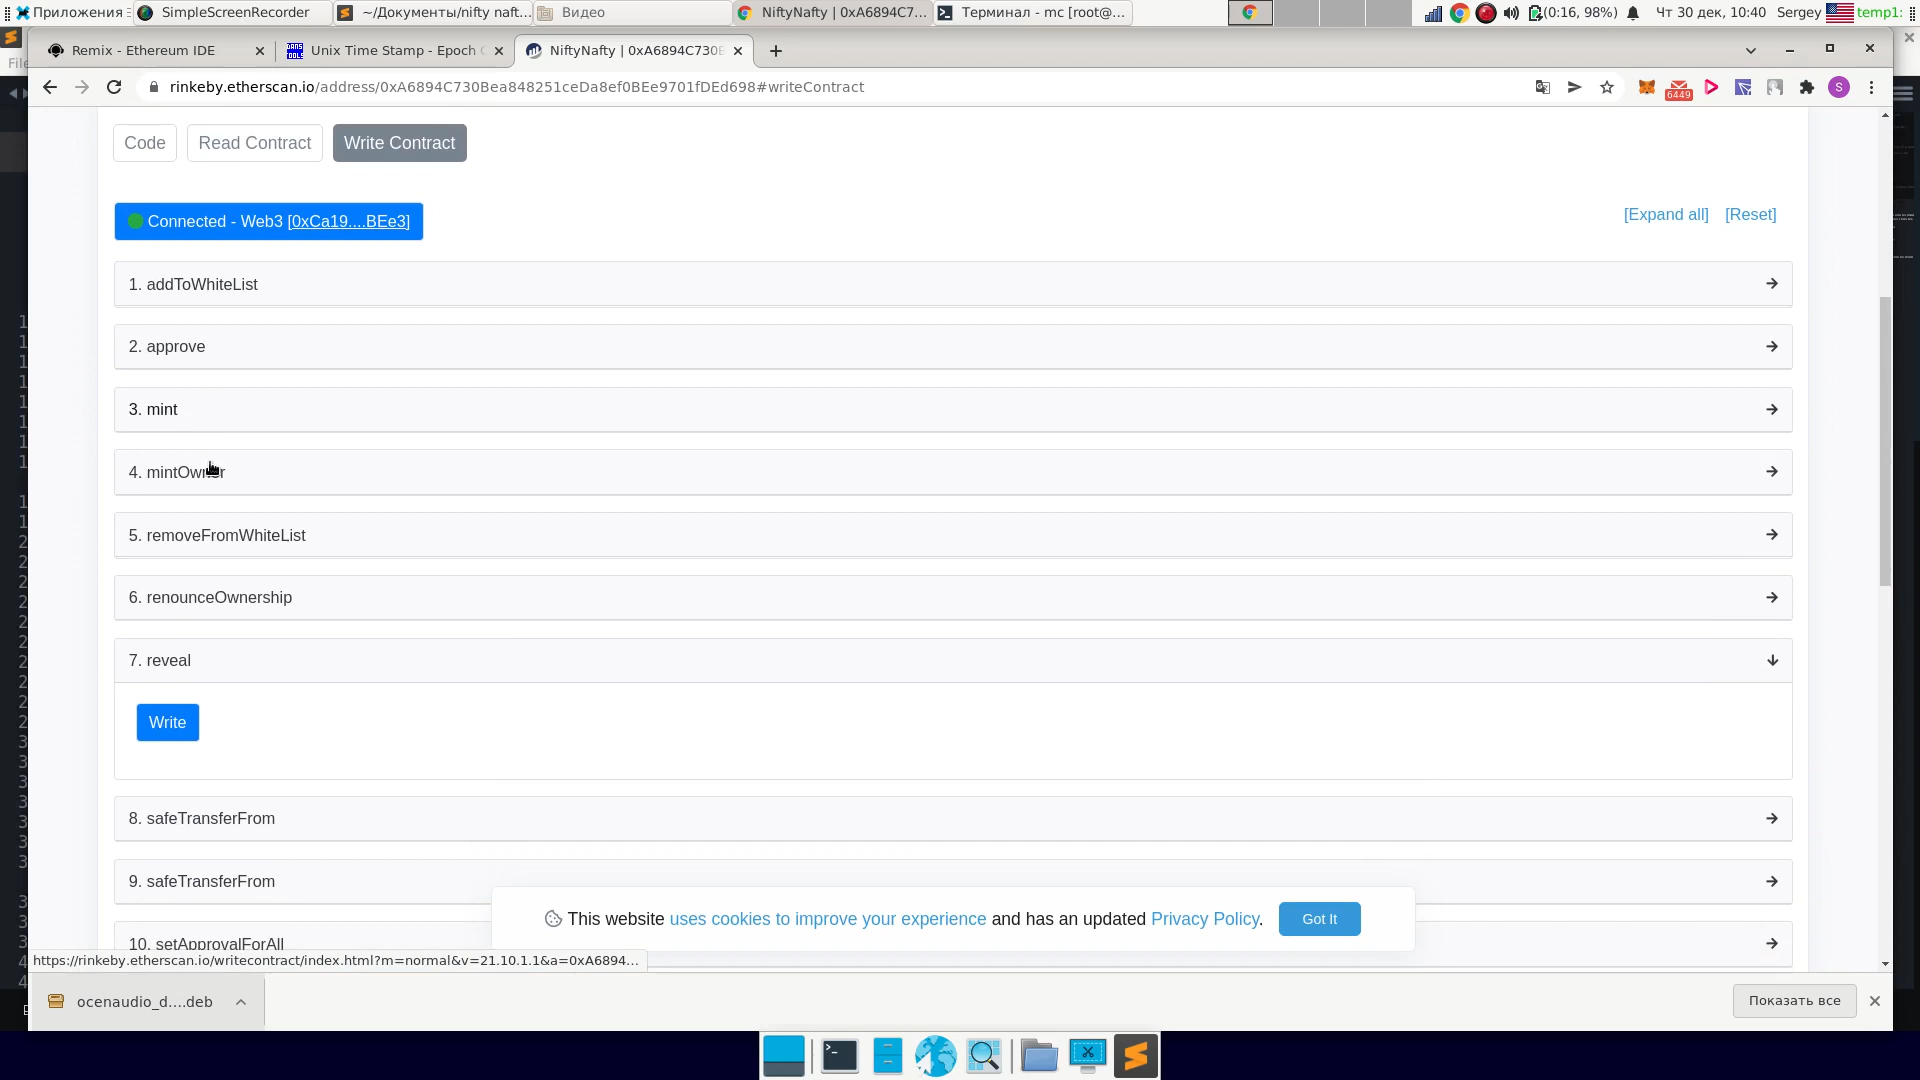 Приложения
SimpleScreenRecorder
~/Документы/nifty naft...
Видео
NiftyNafty | 0xA6894C7...
Терминал - mc [root@...
(0:16, 98%)
Чт 30 дек, 10:40
Sergey
temp1:
Remix - Ethereum IDE
Unix Time Stamp - Epoch
NiftyNafty | 0xA6894C730
rinkeby.etherscan.io/address/0xA6894C730Bea848251ceDa8ef0BEe9701fDEd698#writeContract
6449
S
Code
Read Contract
Write Contract
Connected - Web3 [0xCa19....BEe3]
[Expand all]
[Reset]
1. addToWhiteList
2. approve
3. mint
4. mintOwner
5. removeFromWhiteList
6. renounceOwnership
7. reveal
Write
8. safeTransferFrom
9. safeTransferFrom
10. setApprovalForAll
This website uses cookies to improve your experience and has an updated Privacy Policy.
Got It
https://rinkeby.etherscan.io/writecontract/index.html?m=normal&v=21.10.1.1&a=0xA6894...
ocenaudio_d....deb
Показать все